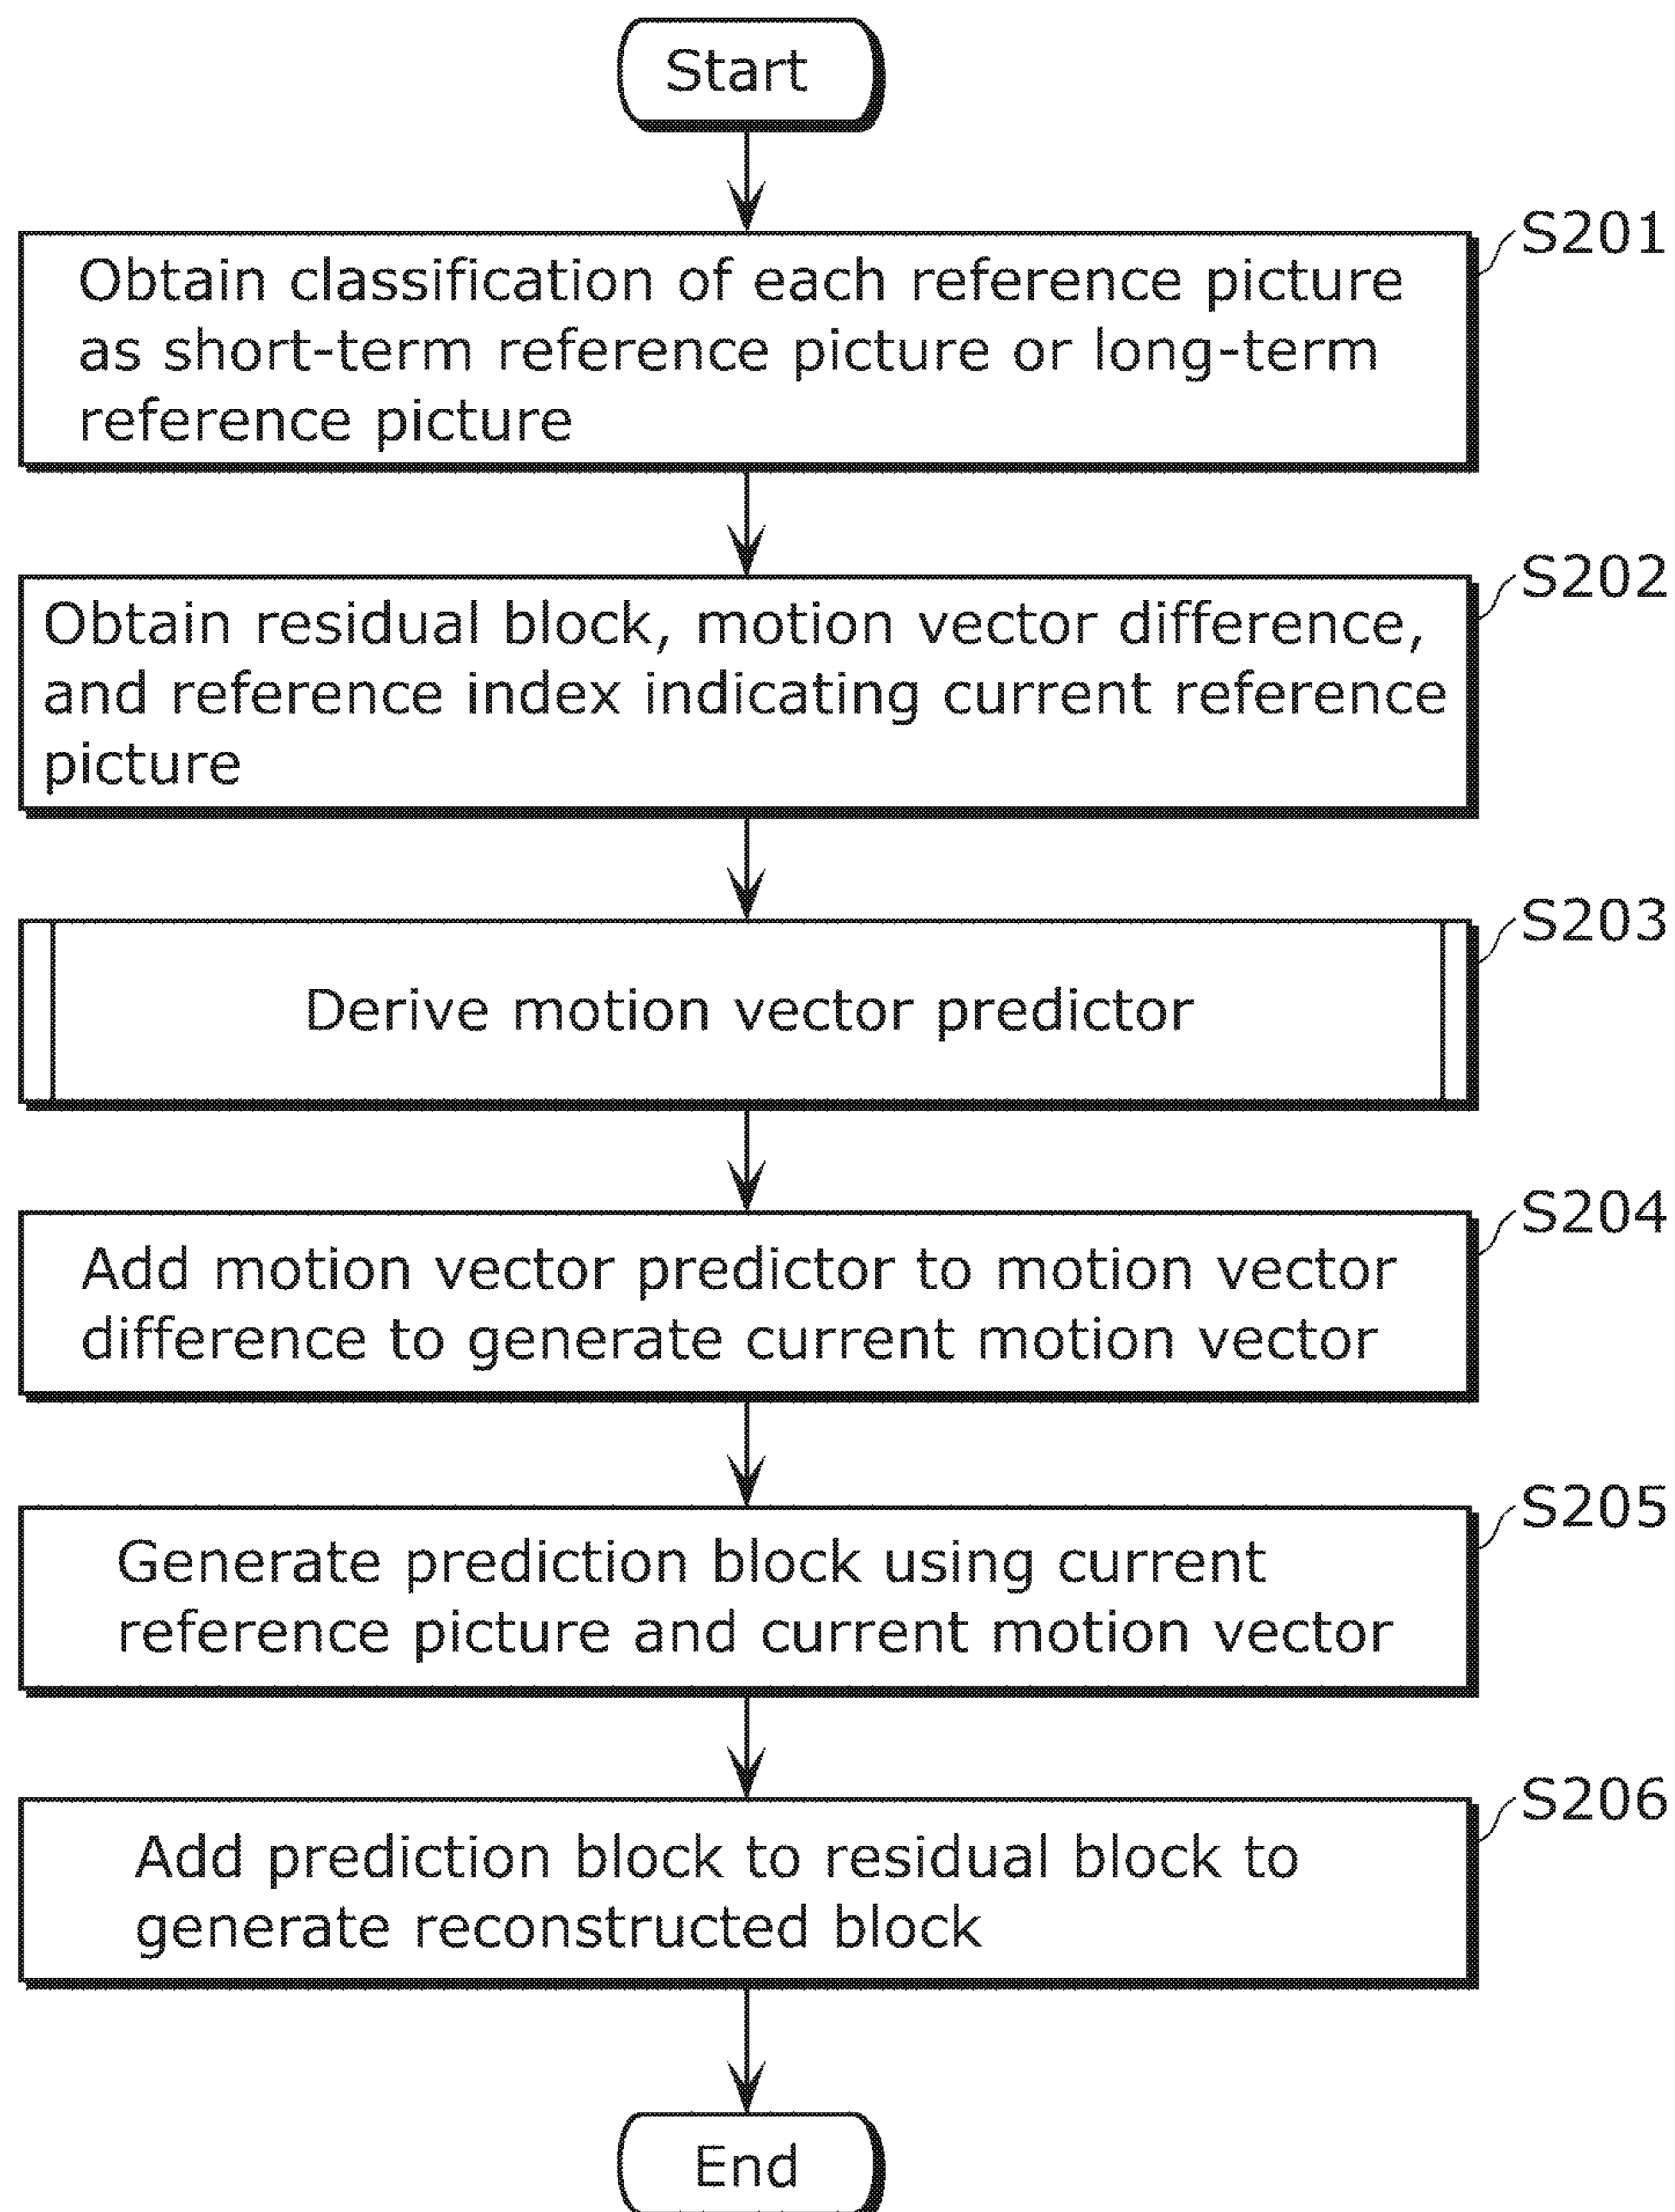 Start
S201
Obtain classification of each reference picture
as short-term reference picture or long-term
reference picture
S202
Obtain residual block, motion vector difference,
and reference index indicating current reference
picture
S203
Derive motion vector predictor
S204
Add motion vector predictor to motion vector
difference to generate current motion vector
S205
Generate prediction block using current
reference picture and current motion vector
S206
Add prediction block to residual block to
generate reconstructed block
End